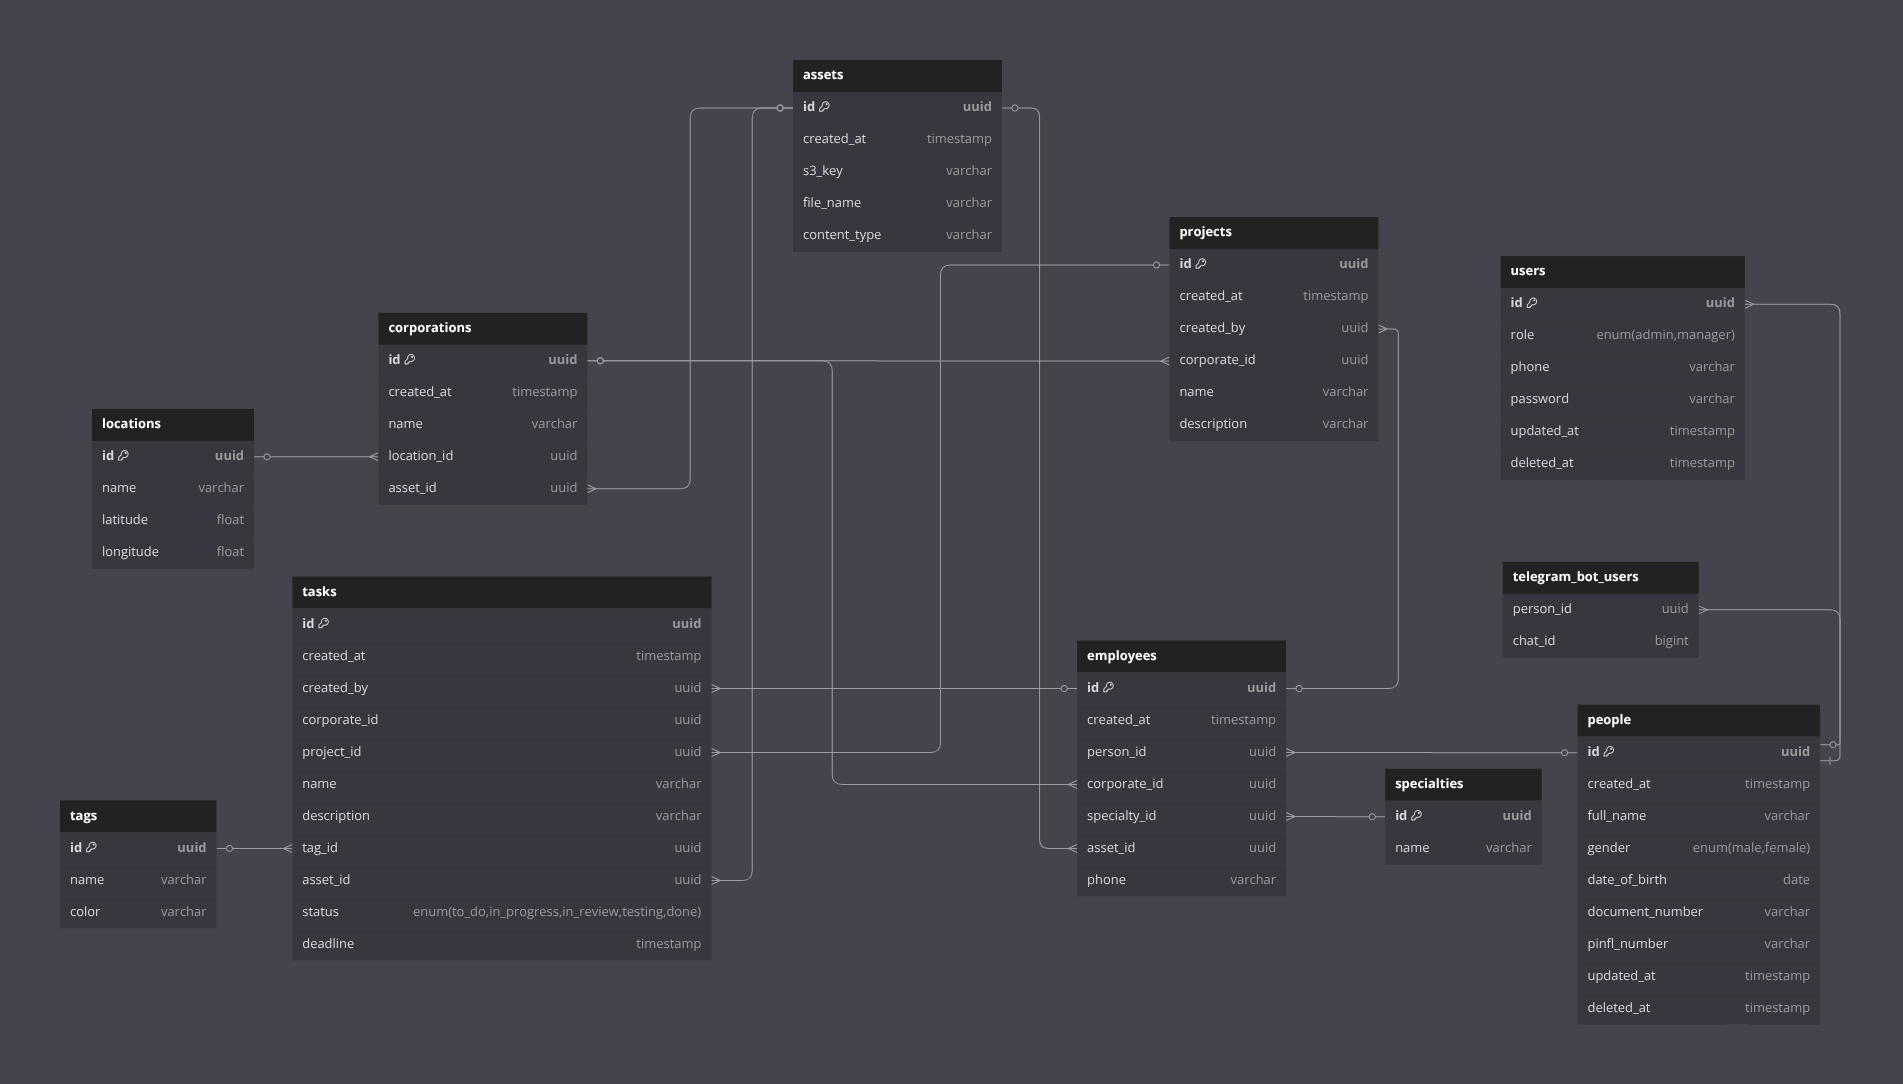 assets
id uuid
created_at timestamp
s3_key varchar
file_name varchar
content_type varchar
projects
id uuid
created_at timestamp
created_by uuid
corporate_id uuid
name varchar
description varchar
users
id uuid
role enum(admin,manager)
phone varchar
password varchar
updated_at timestamp
deleted_at timestamp
corporations
id uuid
created_at timestamp
name varchar
location_id uuid
asset_id uuid
locations
id uuid
name varchar
latitude float
longitude float
tasks
id uuid
created_at timestamp
created_by uuid
corporate_id uuid
project_id uuid
name varchar
description varchar
tag_id uuid
asset_id uuid
status enum(to_do,in_progress,in_review,testing,done)
deadline timestamp
telegram_bot_users
person_id uuid
chat_id bigint
employees
id uuid
created_at timestamp
person_id uuid
corporate_id uuid
specialty_id uuid
asset_id uuid
phone varchar
people
id uuid
created_at timestamp
full_name varchar
gender enum(male,female)
date_of_birth date
document_number varchar
pinfl_number varchar
updated_at timestamp
deleted_at timestamp
specialties
id uuid
name varchar
tags
id uuid
name varchar
color varchar